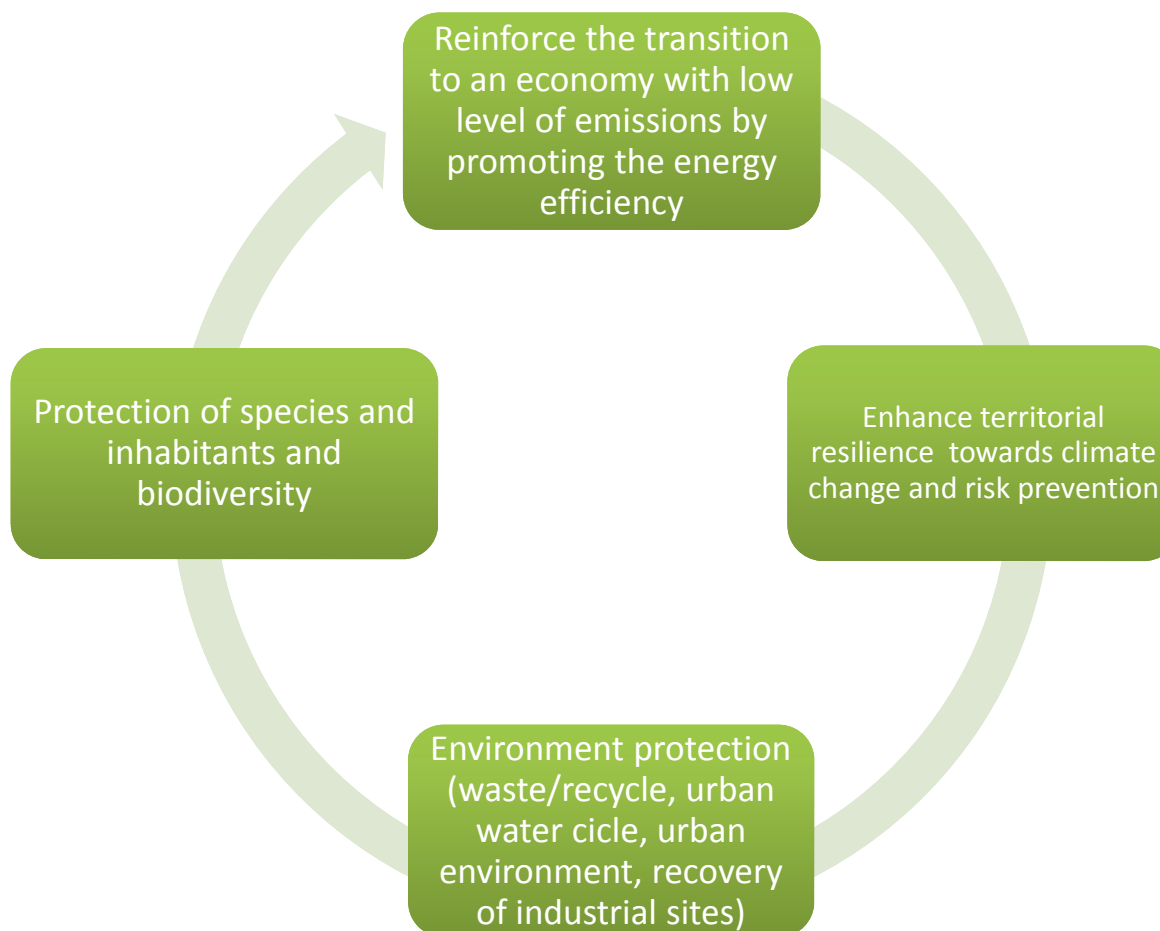 Reinforce the transition
to an economy with low
level of emissions by
promoting the energy
efficiency
Enhance territorial
resilience  towards climate
change and risk prevention
Environment protection
(waste/recycle, urban
water cicle, urban
environment, recovery
of industrial sites)
Protection of species and
inhabitants and
biodiversity